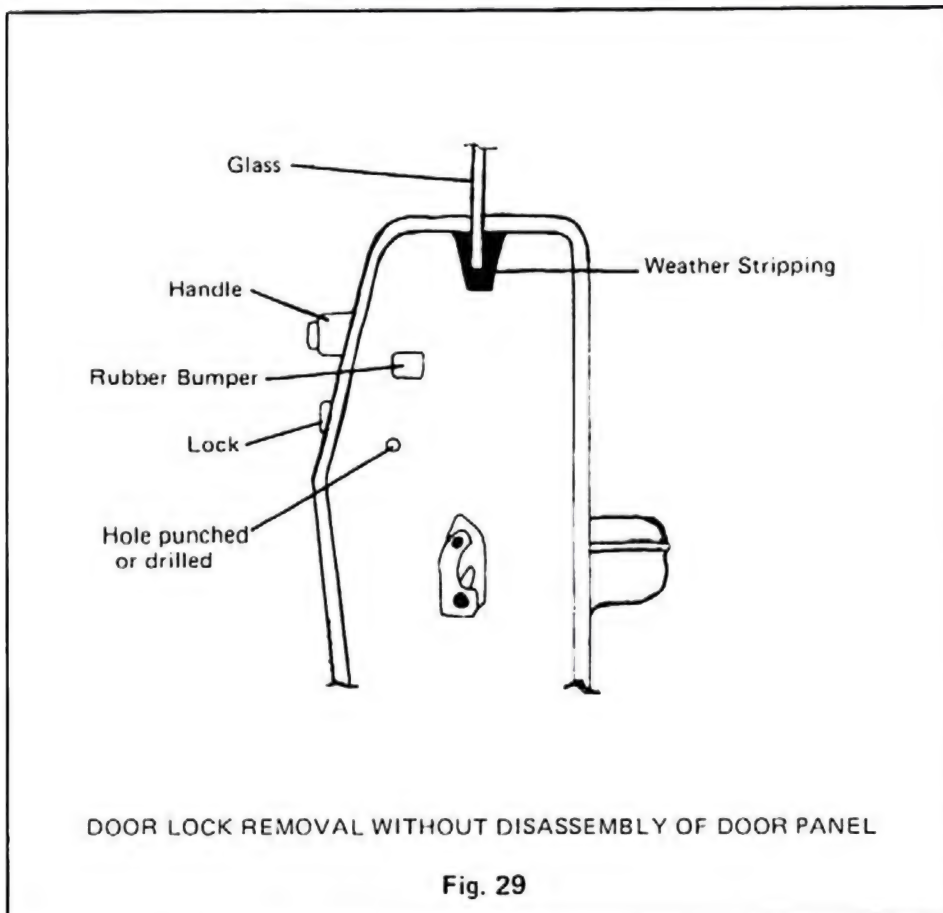 Glass
Weather Stripping
Handle
Rubber Bumper
Lock
Hole punched
or drilled
DOOR LOCK REMOVAL WITHOUT DISASSEMBLY OF DOOR PANEL
Fig. 29